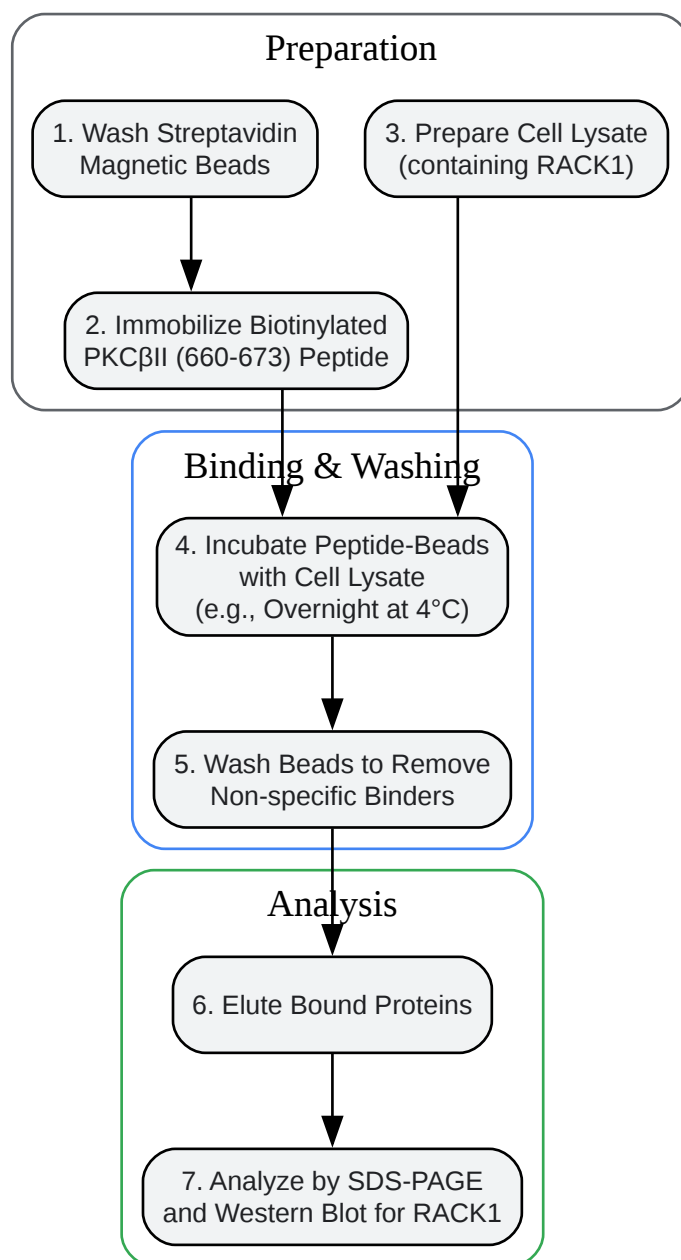 Preparation
1. Wash Streptavidin
Magnetic Beads
3. Prepare Cell Lysate
(containing RACK1)
2. Immobilize Biotinylated
PKCβII (660-673) Peptide
Binding & Washing
4. Incubate Peptide-Beads
with Cell Lysate
(e.g., Overnight at 4°C)
5. Wash Beads to Remove
Non-specific Binders
Analysis
6. Elute Bound Proteins
7. Analyze by SDS-PAGE
and Western Blot for RACK1